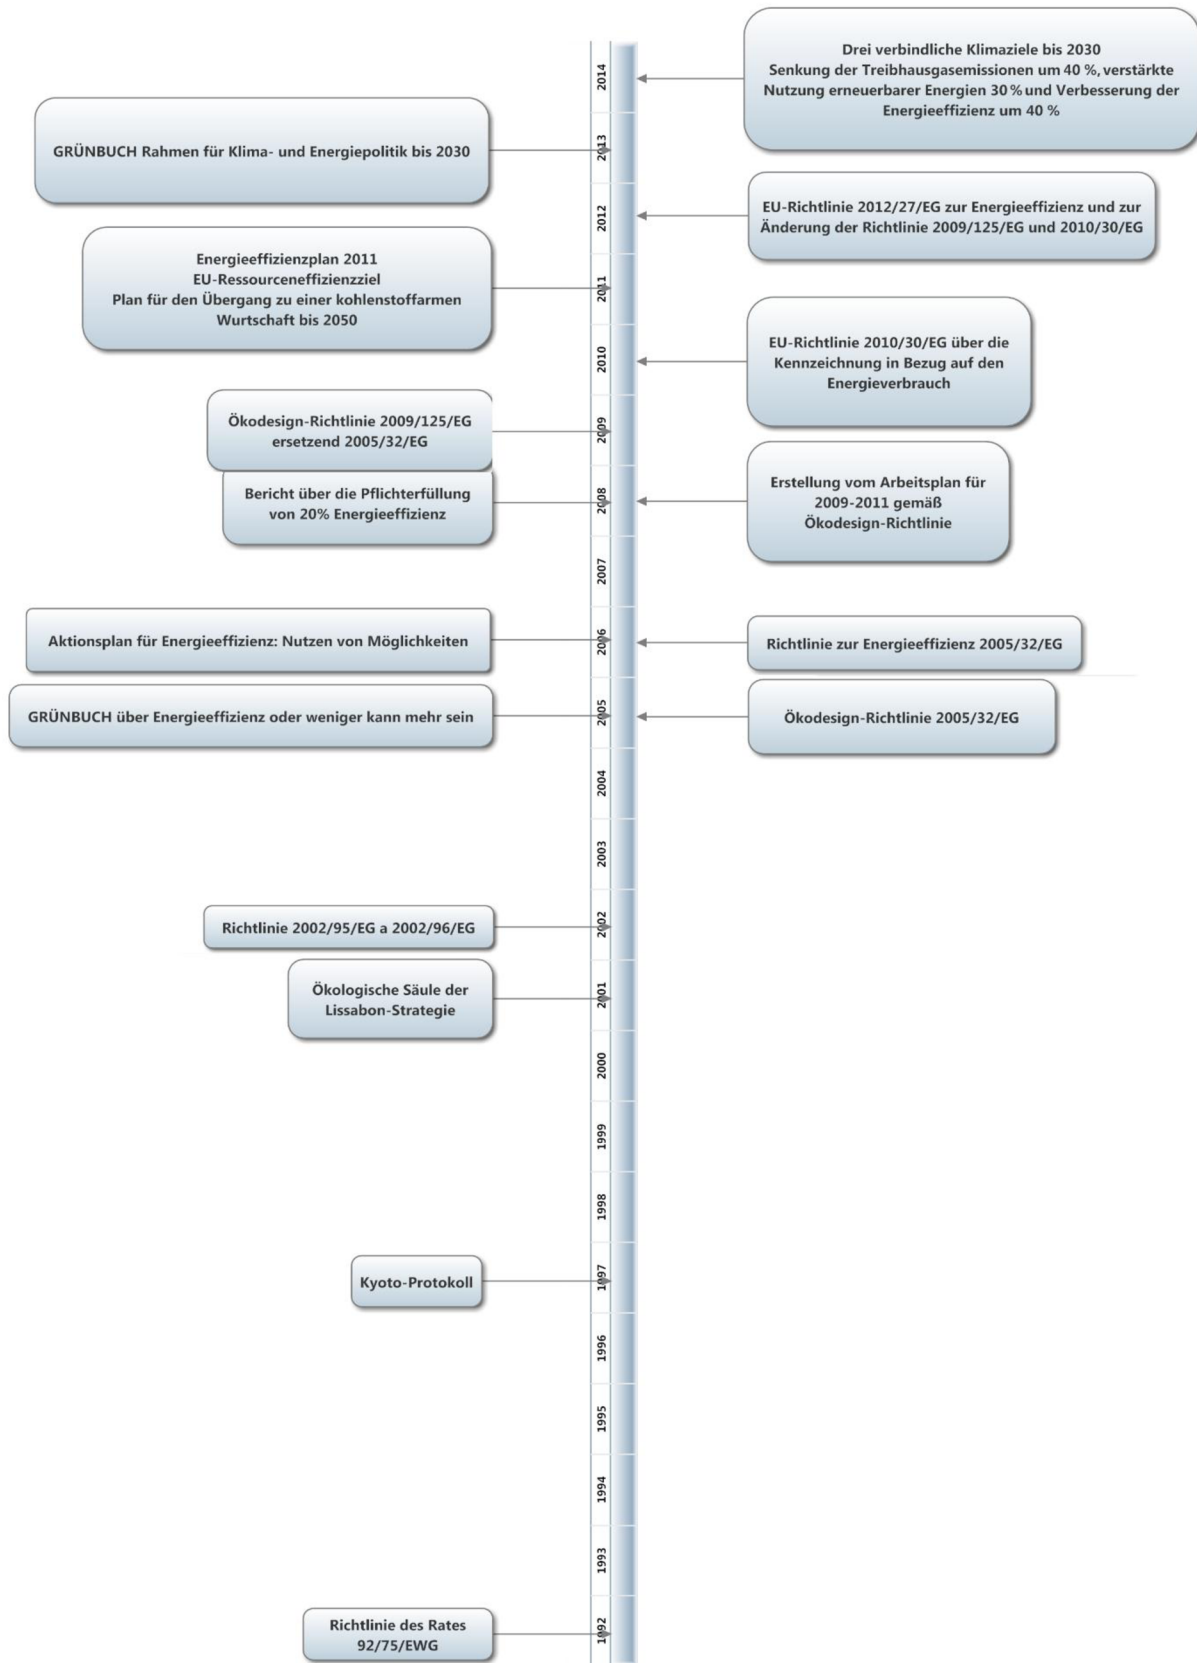 Drei verbindliche Klimaziele bis 2030
Senkung der Treibhausgasemissionen um 40 %, verstärkte
Nutzung erneuerbarer Energien 30 % und Verbesserung der
Energieeffizienz um 40 %
2014
GRÜNBUCH Rahmen für Klima- und Energiepolitik bis 2030
2013
EU-Richtlinie 2012/27/EG zur Energieeffizienz und zur
Änderung der Richtlinie 2009/125/EG und 2010/30/EG
2012
Energieeffizienzplan 2011
EU-Ressourceneffizienzziel
Plan für den Übergang zu einer kohlenstoffarmen
Wurtschaft bis 2050
2011
EU-Richtlinie 2010/30/EG über die
Kennzeichnung in Bezug auf den
Energieverbrauch
2010
Ökodesign-Richtlinie 2009/125/EG
ersetzend 2005/32/EG
2009
Bericht über die Pflichterfüllung
von 20% Energieeffizienz
2008
Erstellung vom Arbeitsplan für
2009-2011 gemäß
Ökodesign-Richtlinie
2007
Aktionsplan für Energieeffizienz: Nutzen von Möglichkeiten
2006
Richtlinie zur Energieeffizienz 2005/32/EG
GRÜNBUCH über Energieeffizienz oder weniger kann mehr sein
2005
Ökodesign-Richtlinie 2005/32/EG
2004
2003
Richtlinie 2002/95/EG a 2002/96/EG
2002
Ökologische Säule der
Lissabon-Strategie
2001
2000
1999
1998
Kyoto-Protokoll
1997
1996
1995
1994
1993
Richtlinie des Rates
92/75/EWG
1992